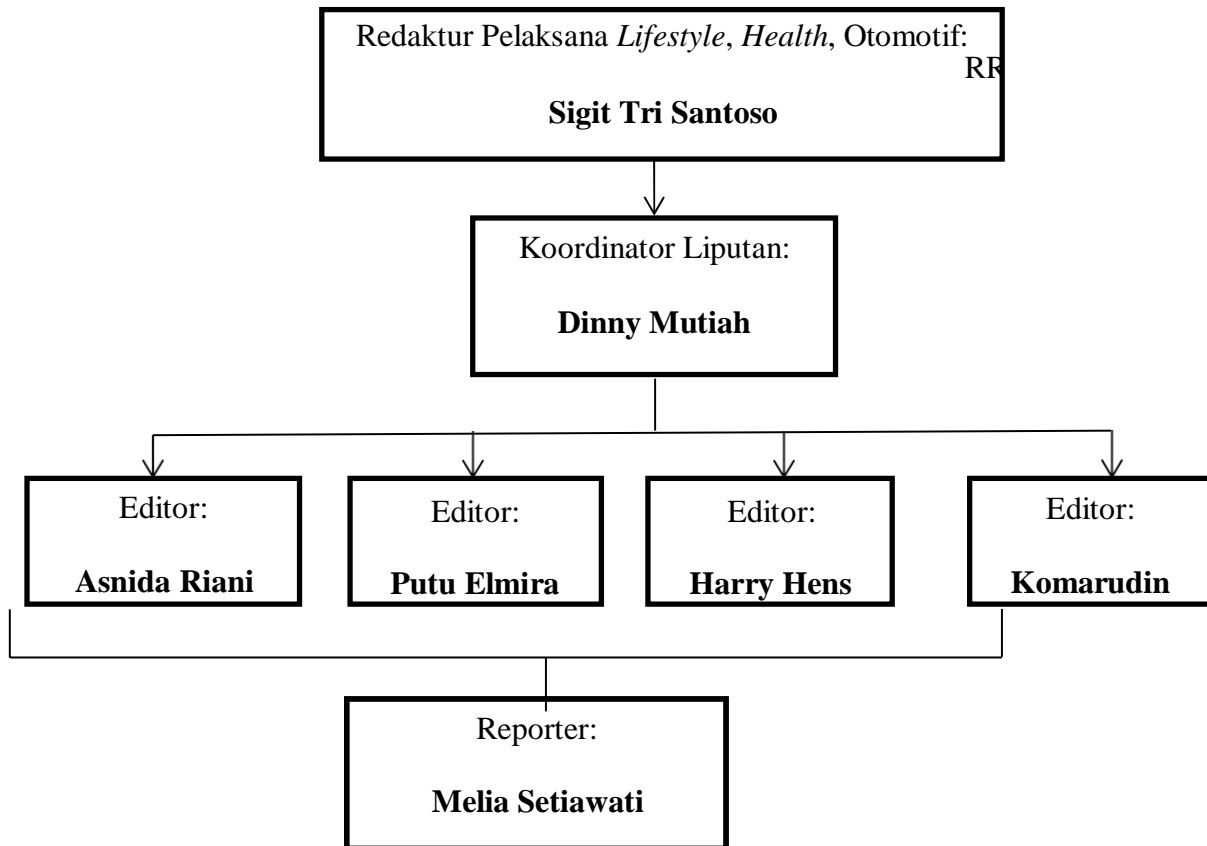 Redaktur Pelaksana Lifestyle, Health, Otomotif:
RR
Sigit Tri Santoso
Koordinator Liputan:
Dinny Mutiah
Editor:
Asnida Riani
Editor:
Putu Elmira
Editor:
Harry Hens
Editor:
Komarudin
Reporter:
Melia Setiawati